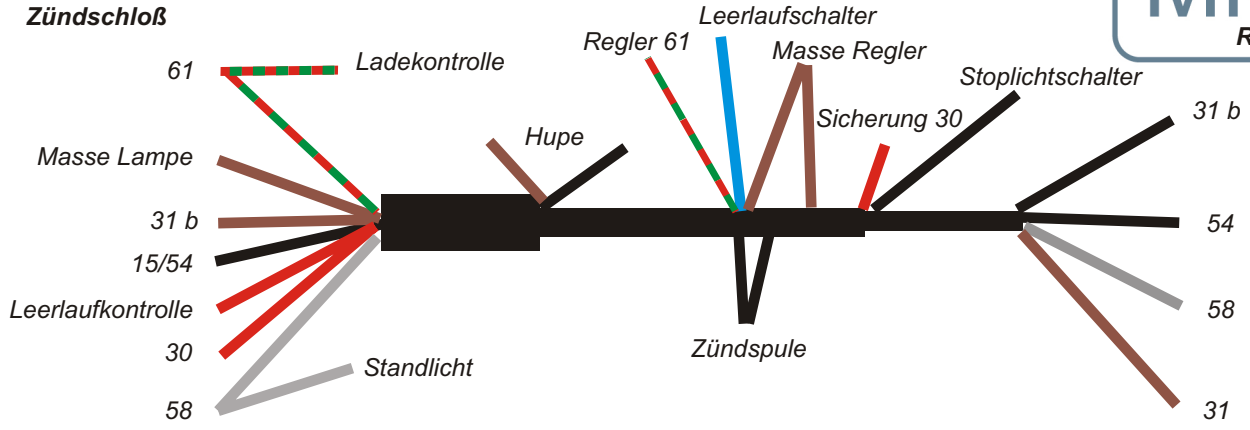 Zündschloß
61
Ladekontrolle
Masse Lampe
31 b
15/54
Leerlaufkontrolle
30
58
Standlicht
Hupe
Regler 61
Leerlaufschalter
Masse Regler
Sicherung 30
Stoplichtschalter
Zündspule
31 b
54
58
31